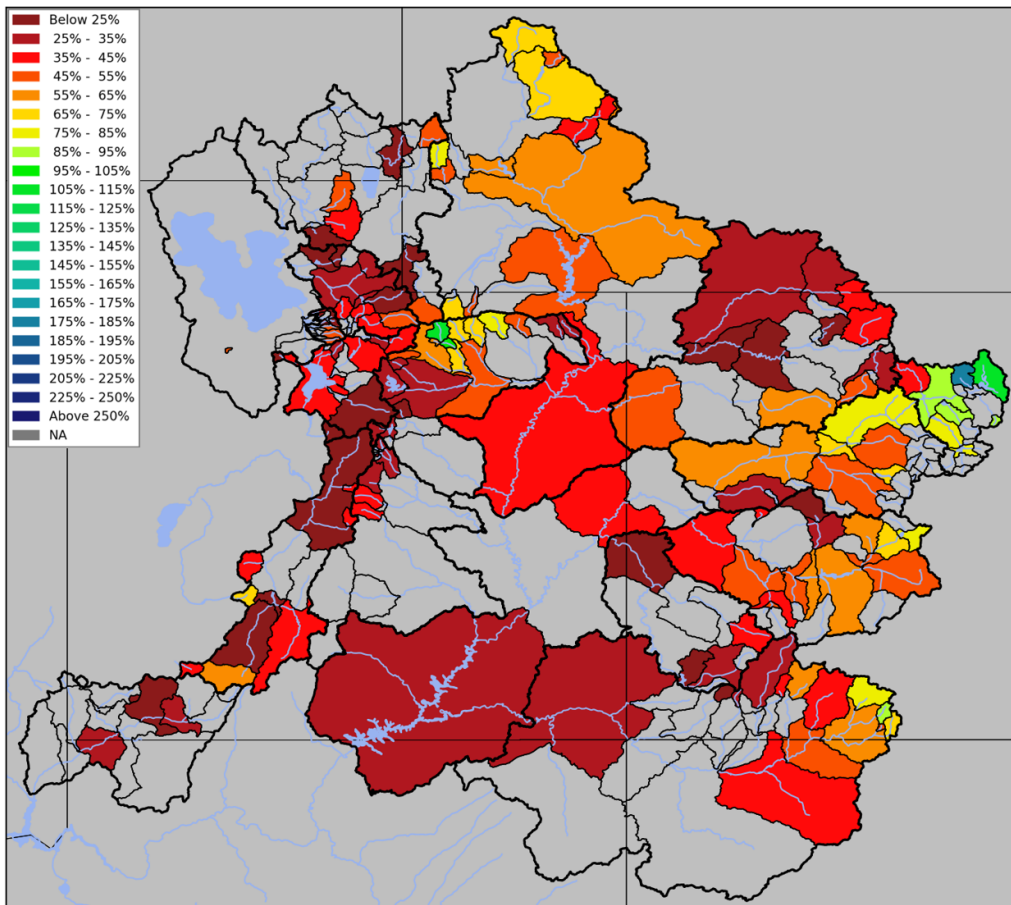 Below 25%
25% - 35%
35% - 45%
45% - 55%
55% - 65%
65% - 75%
75% - 85%
85% - 95%
95% - 105%
105% - 115%
115% - 125%
125% - 135%
135% - 145%
145% - 155%
155% - 165%
165% - 175%
175% - 185%
185% - 195%
195% - 205%
205% - 225%
225% - 250%
Above 250%
NA